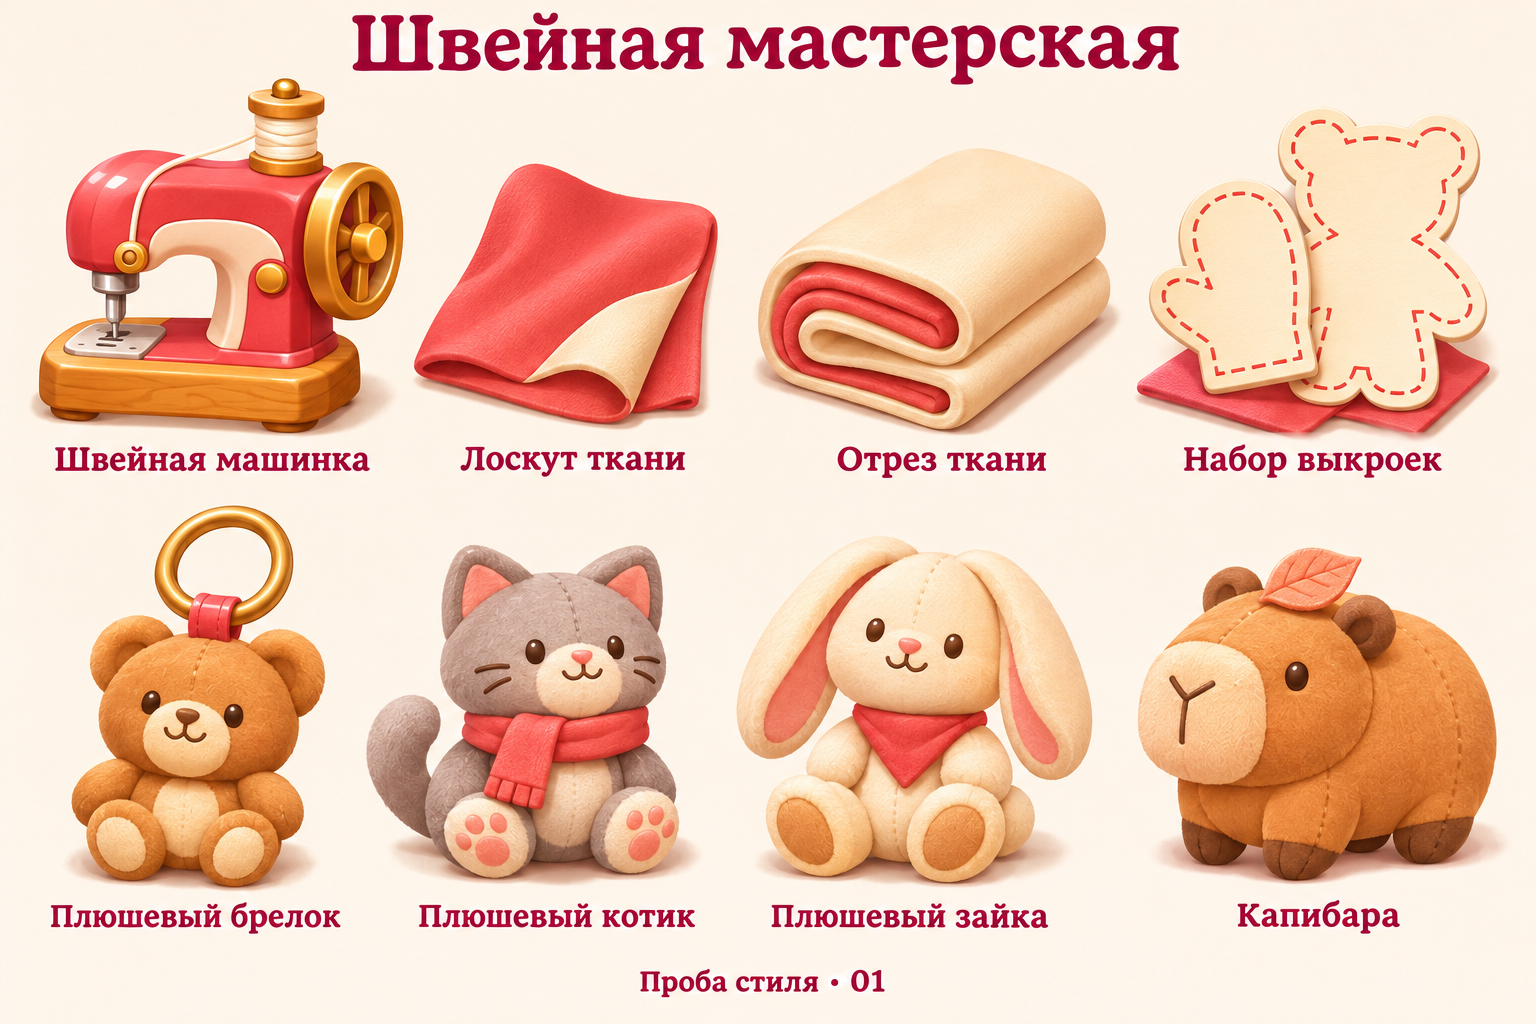 Швейная мастерская
Швейная машинка
Лоскут ткани
Отрез ткани
Набор выкроек
Плюшевый брелок
Плюшевый котик
Плюшевый зайка
Капибара
Проба стиля • 01